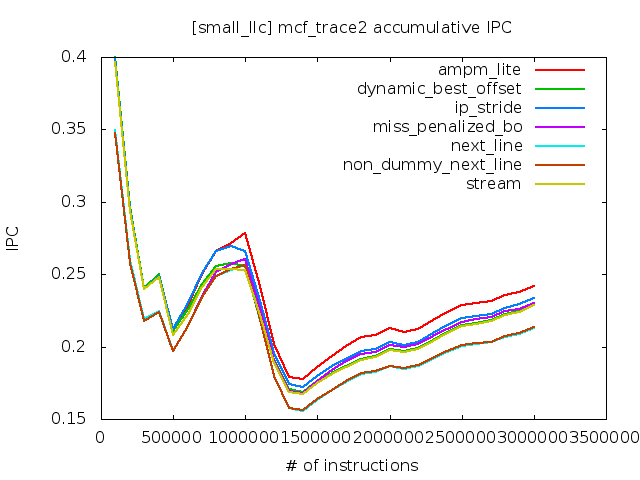 [small_llc] mcf_trace2 accumulative IPC
0.4
0.35
0.3
0.25
0.2
0.15
IPC
ampm_lite
dynamic_best_offset
ip_stride
miss_penalized_bo
next_line
non_dummy_next_line
stream
0 500000 1000000 1500000 2000000 2500000 3000000 3500000
# of instructions